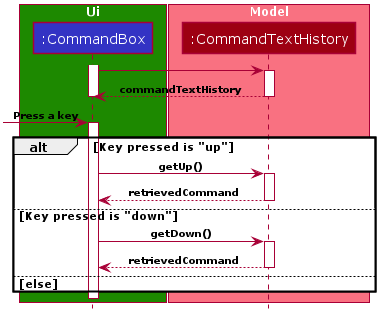 Ui Model
:CommandBox :CommandTextHistory
commandTextHistory
Press a key
alt [Key pressed is "up"]
getUp()
retrievedCommand
[Key pressed is "down"]
getDown()
retrievedCommand
[else]